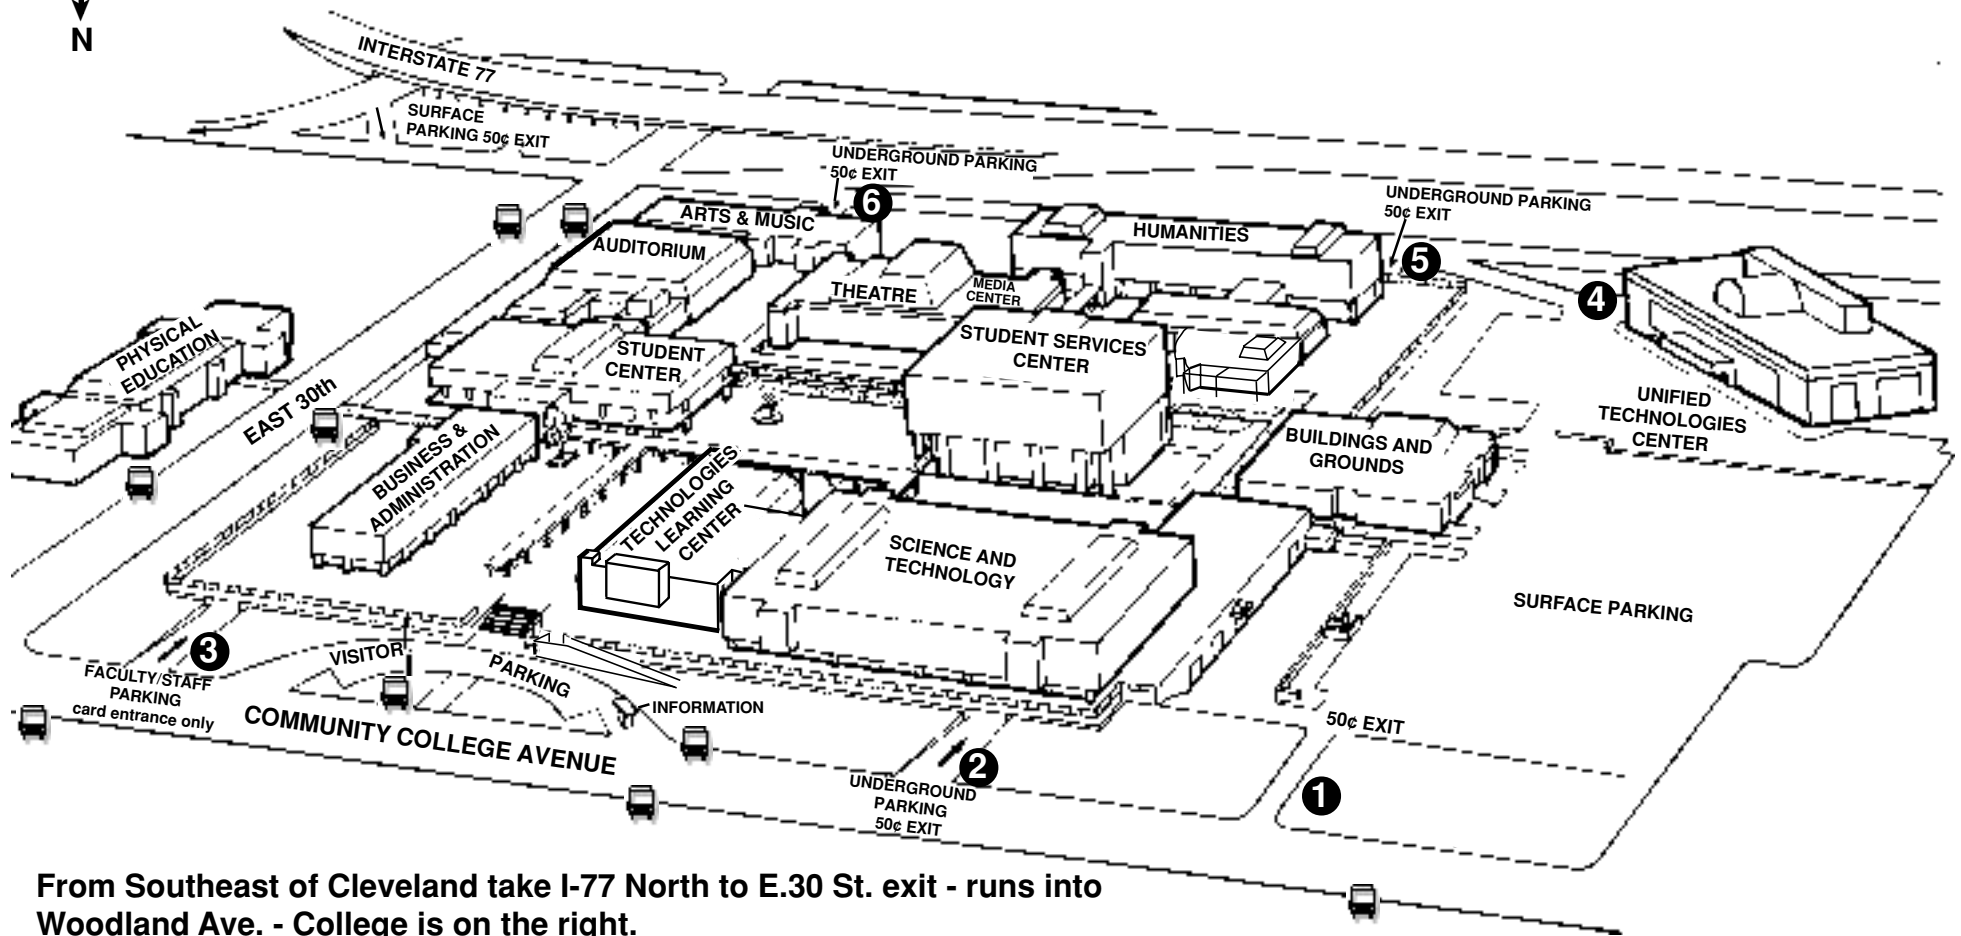 N
INTERSTATE 77
SURFACE
PARKING 50¢ EXIT
UNDERGROUND PARKING
50¢ EXIT
6
UNDERGROUND PARKING
50¢ EXIT
5
4
ARTS & MUSIC
AUDITORIUM
HUMANITIES
THEATRE
MEDIA
CENTER
STUDENT SERVICES
CENTER
STUDENT
CENTER
PHYSICAL
EDUCATION
EAST 30th
BUSINESS &
ADMINISTRATION
TECHNOLOGIES
LEARNING
CENTER
SCIENCE AND
TECHNOLOGY
BUILDINGS AND
GROUNDS
UNIFIED
TECHNOLOGIES
CENTER
SURFACE PARKING
3
FACULTY/STAFF
PARKING
card entrance only
VISITOR
PARKING
INFORMATION
COMMUNITY COLLEGE AVENUE
2
UNDERGROUND
PARKING
50¢ EXIT
50¢ EXIT
1
From Southeast of Cleveland take I-77 North to E.30 St. exit - runs into
Woodland Ave. - College is on the right.